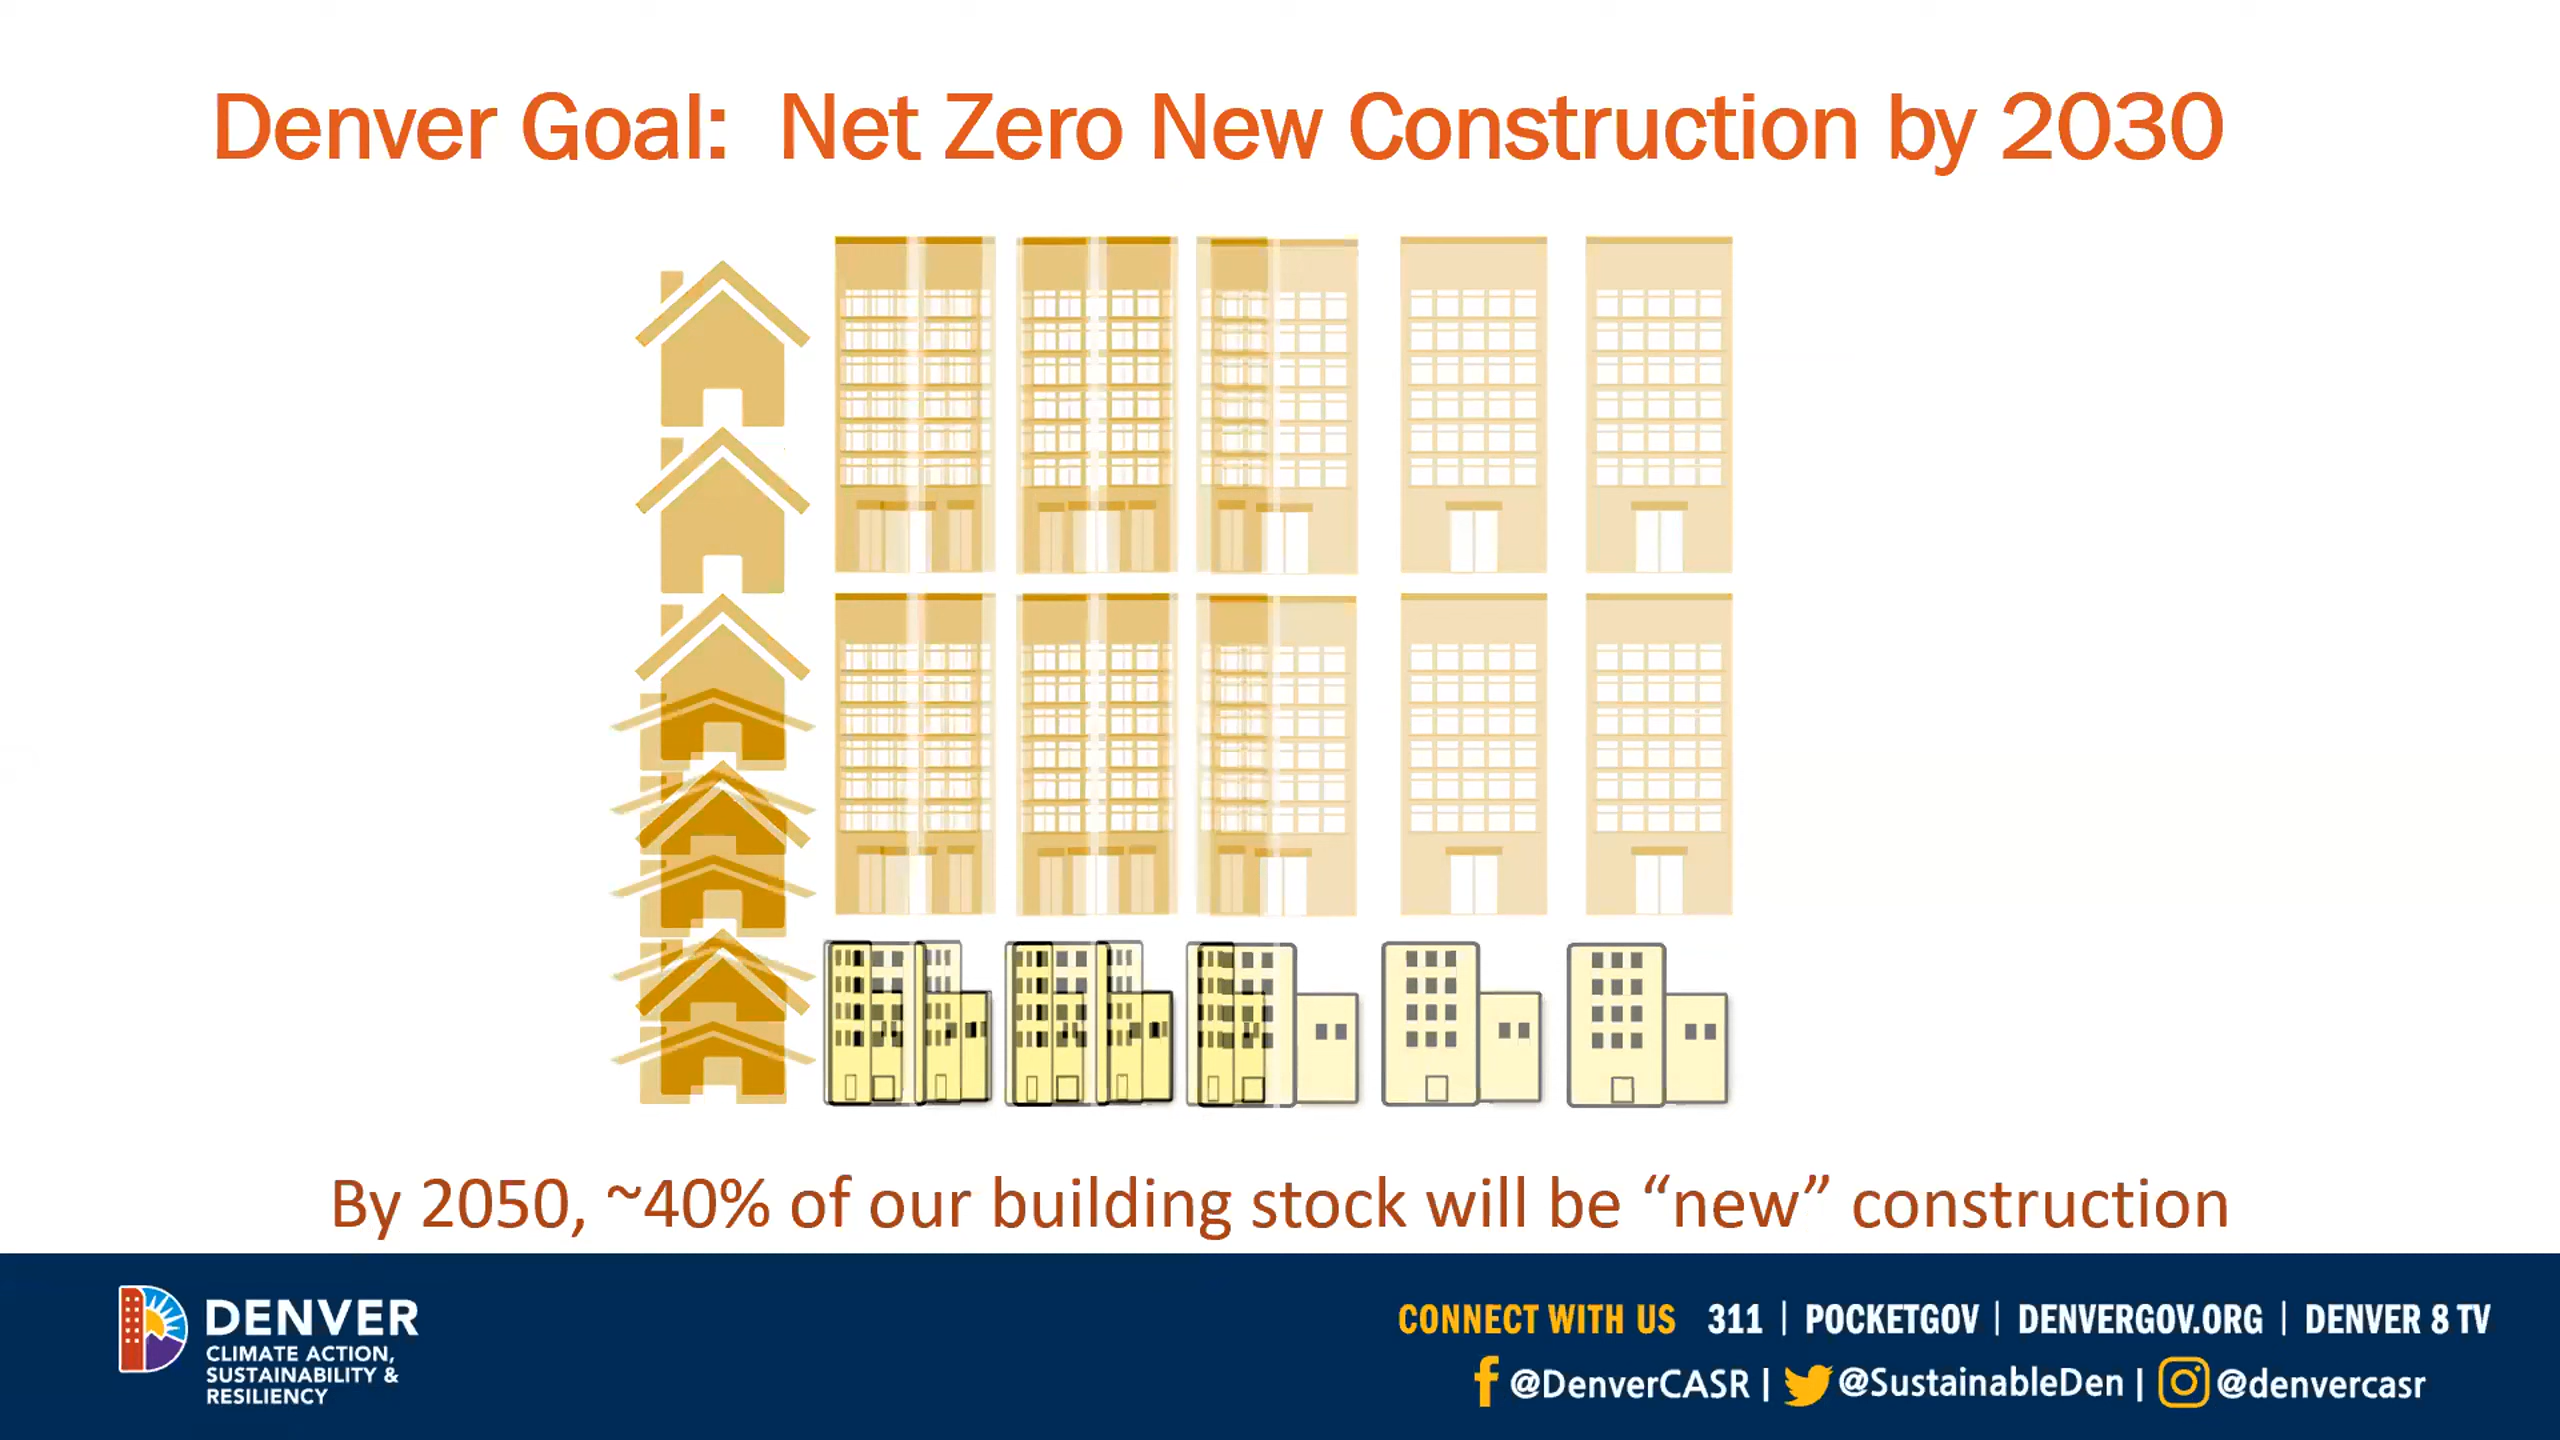 Denver Goal:  Net Zero New Construction by 2030
By 2050, ~40% of our building stock will be “new” construction
DENVER
CLIMATE ACTION,
SUSTAINABILITY &
RESILIENCY
CONNECT WITH US 311 | POCKETGOV | DENVERGOV.ORG | DENVER 8 TV
@DenverCASR | @SustainableDen | @denvercasr